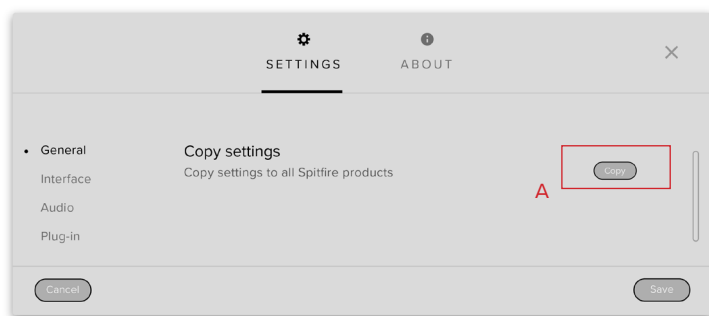 SETTINGS
ABOUT
General
Interface
Audio
Plug-in
Copy settings
Copy settings to all Spitfire products
Copy
A
Cancel
Save